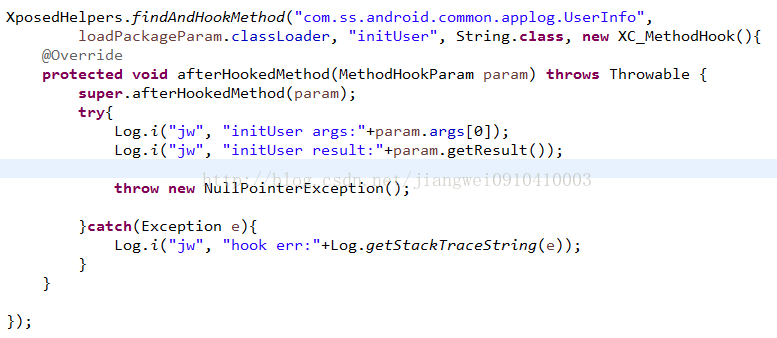 XposedHelpers.findAndHookMethod("com.ss.android.common.applog.UserInfo",
        loadPackageParam.classLoader, "initUser", String.class, new XC_MethodHook(){
    @Override
    protected void afterHookedMethod(MethodHookParam param) throws Throwable {
        super.afterHookedMethod(param);
        try{
            Log.i("jw", "initUser args:"+param.args[0]);
            Log.i("jw", "initUser result:"+param.getResult());
http://blog.csdn.net/jiangwei0910410003
            throw new NullPointerException();
        }catch(Exception e){
            Log.i("jw", "hook err:"+Log.getStackTraceString(e));
        }
    }
});